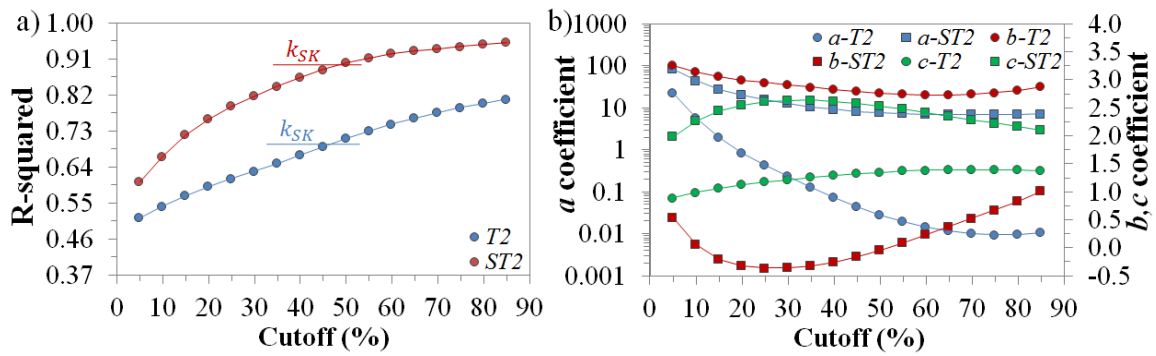 a)
R-squared
1.00
0.91
0.82
0.73
0.64
0.55
0.46
0.37
kSK
kSK
T2
ST2
0 10 20 30 40 50 60 70 80 90
Cutoff (%)
b)
a coefficient
1000
100
10
1
0.1
0.01
0.001
a-T2 a-ST2 b-T2
b-ST2 c-T2 c-ST2
4.0
3.5
3.0
2.5
2.0
1.5
1.0
0.5
0.0
-0.5
b,c coefficient
0 10 20 30 40 50 60 70 80 90
Cutoff (%)